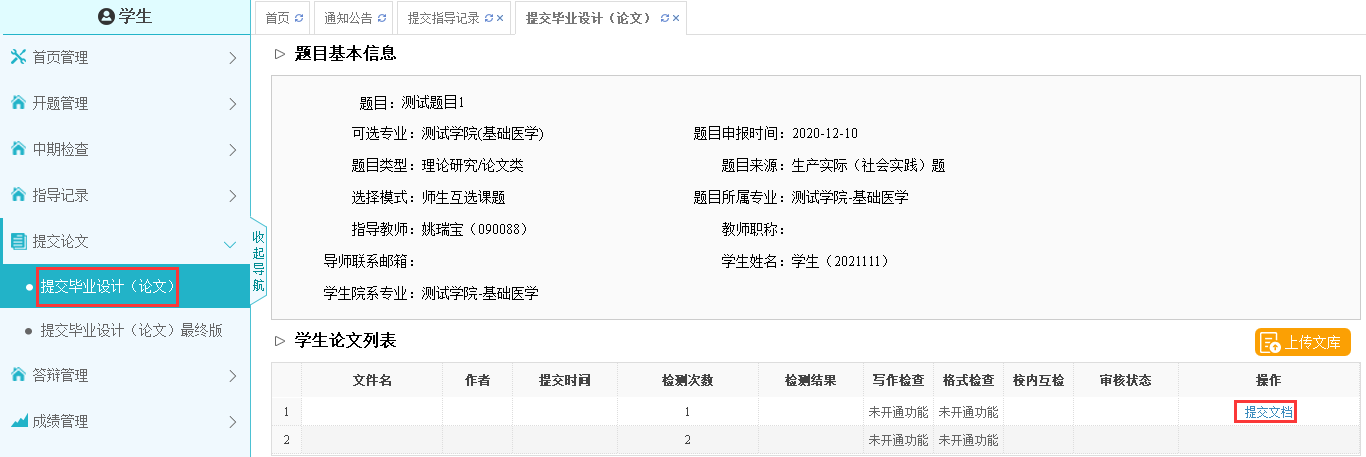 学生
首页管理
开题管理
中期检查
指导记录
提交论文
提交毕业设计（论文）
提交毕业设计（论文）最终版
答辩管理
成绩管理
收起导航
首页 通知公告 提交指导记录 提交毕业设计（论文）
题目基本信息
题目：测试题目1
可选专业：测试学院(基础医学) 题目申报时间：2020-12-10
题目类型：理论研究/论文类 题目来源：生产实际（社会实践）题
选择模式：师生互选课题 题目所属专业：测试学院-基础医学
指导教师：姚瑞宝（090088） 教师职称：
导师联系邮箱： 学生姓名：学生（2021111）
学生院系专业：测试学院-基础医学
学生论文列表 上传文库
文件名 作者 提交时间 检测次数 检测结果 写作检查 格式检查 校内互检 审核状态 操作
1 1 未开通功能 未开通功能 提交文档
2 2 未开通功能 未开通功能